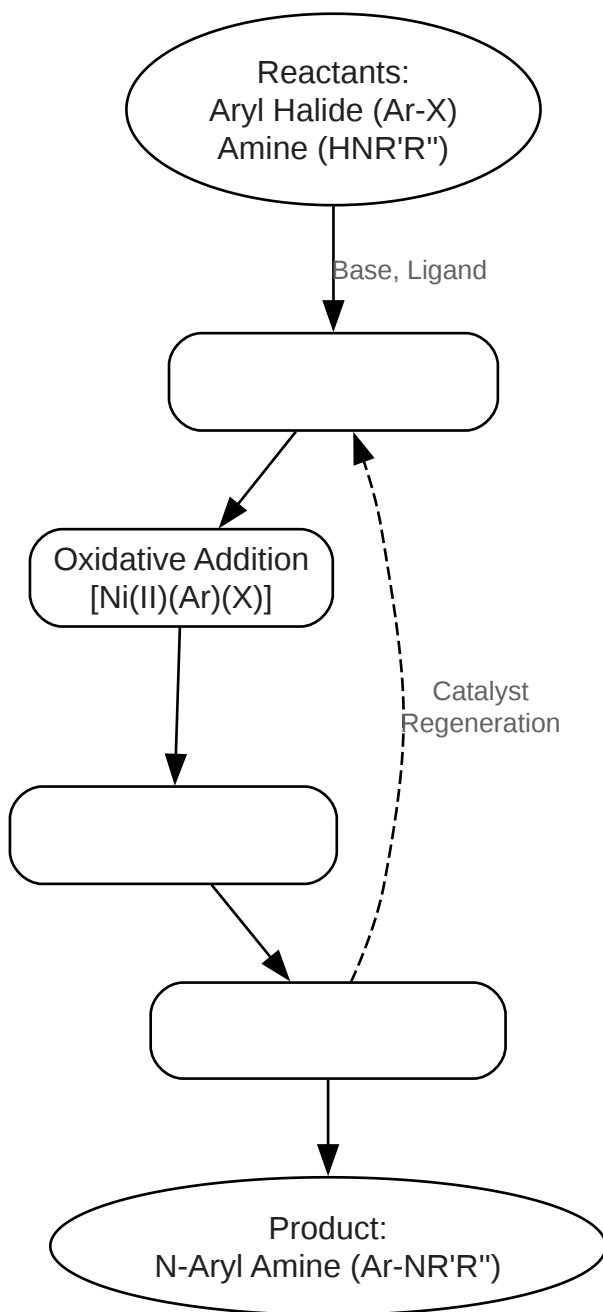 Reactants:
Aryl Halide (Ar-X)
Amine (HNR'R")
Base, Ligand
Oxidative Addition
[Ni(II)(Ar)(X)]
Catalyst
Regeneration
Product:
N-Aryl Amine (Ar-NR'R")